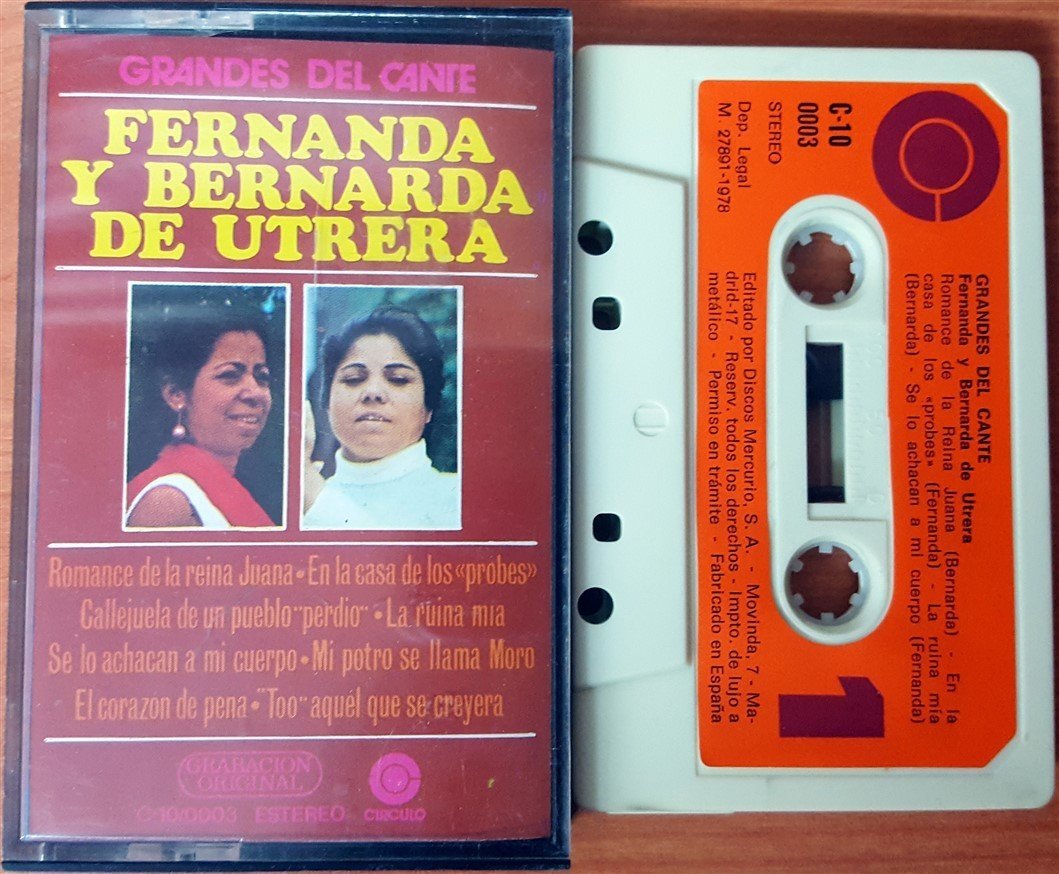 GRANDES DEL CANTE
FERNANDA
Y BERNARDA
DE UTRERA
Romance de la reina Juana • En la casa de los «probes»
Callejuela de un pueblo "perdio" • La ruina mia
Se lo achacan a mi cuerpo • Mi potro se llama Moro
El corazon de pena • "Too" aquél que se creyera
GRABACION
ORIGINAL
C-10/0003 ESTEREO CIRCULO
GRANDES DEL CANTE
Fernanda y Bernarda de Utrera
Romance de la Reina Juana (Bernarda) - En la
casa de los «probes» (Fernanda) - La ruina mía
(Bernarda) - Se lo achacan a mi cuerpo (Fernanda)
C-10
0003
STEREO
Dep. Legal
M. 27891-1978
Editado por Discos Mercurio, S. A. - Movinda, 7 - Ma-
drid-17 - Reserv. todos los derechos - Impto. de lujo a
metálico - Permiso en trámite - Fabricado en España
1